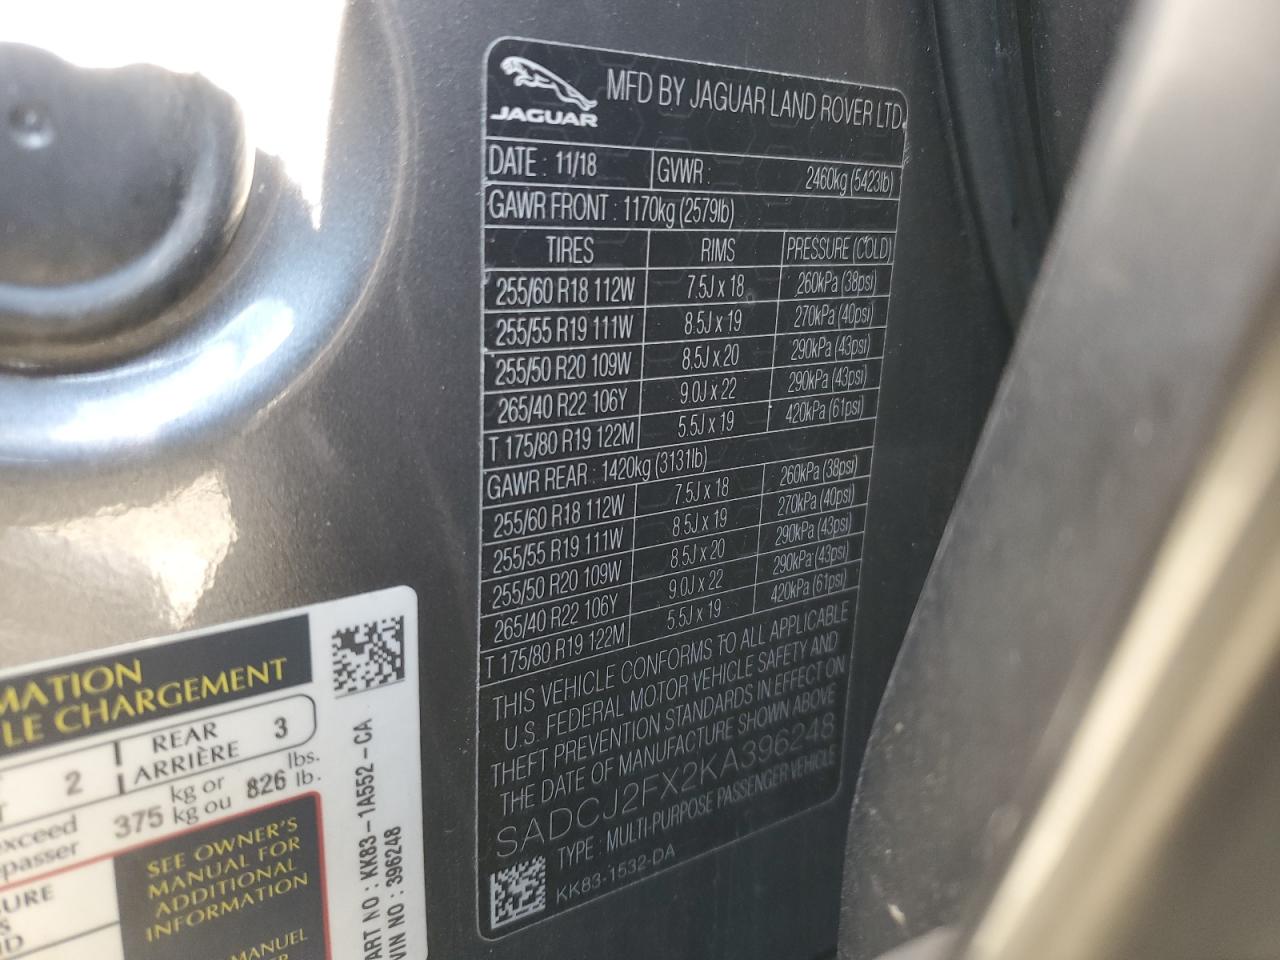 JAGUAR
MFD BY JAGUAR LAND ROVER LTD.
DATE : 11/18 GVWR : 2460kg (5423lb)
GAWR FRONT : 1170kg (2579lb)
TIRES RIMS PRESSURE (COLD)
255/60 R18 112W 7.5J x 18 260kPa (38psi)
255/55 R19 111W 8.5J x 19 270kPa (40psi)
255/50 R20 109W 8.5J x 20 290kPa (43psi)
265/40 R22 106Y 9.0J x 22 290kPa (43psi)
T 175/80 R19 122M 5.5J x 19 420kPa (61psi)
GAWR REAR : 1420kg (3131lb)
255/60 R18 112W 7.5J x 18 260kPa (38psi)
255/55 R19 111W 8.5J x 19 270kPa (40psi)
255/50 R20 109W 8.5J x 20 290kPa (43psi)
265/40 R22 106Y 9.0J x 22 290kPa (43psi)
T 175/80 R19 122M 5.5J x 19 420kPa (61psi)
THIS VEHICLE CONFORMS TO ALL APPLICABLE
U.S. FEDERAL MOTOR VEHICLE SAFETY AND
THEFT PREVENTION STANDARDS IN EFFECT ON
THE DATE OF MANUFACTURE SHOWN ABOVE
SADCJ2FX2KA396248
TYPE : MULTI-PURPOSE PASSENGER VEHICLE
KK83-1532-DA
MATION
LE CHARGEMENT
2 REAR 3
ARRIÈRE
exceed 375 kg or 826 lbs.
passer kg ou lb.
URE
SEE OWNER'S
MANUAL FOR
ADDITIONAL
INFORMATION
MANUEL
PART NO : KK83-1A552-CA
VIN NO : 396248